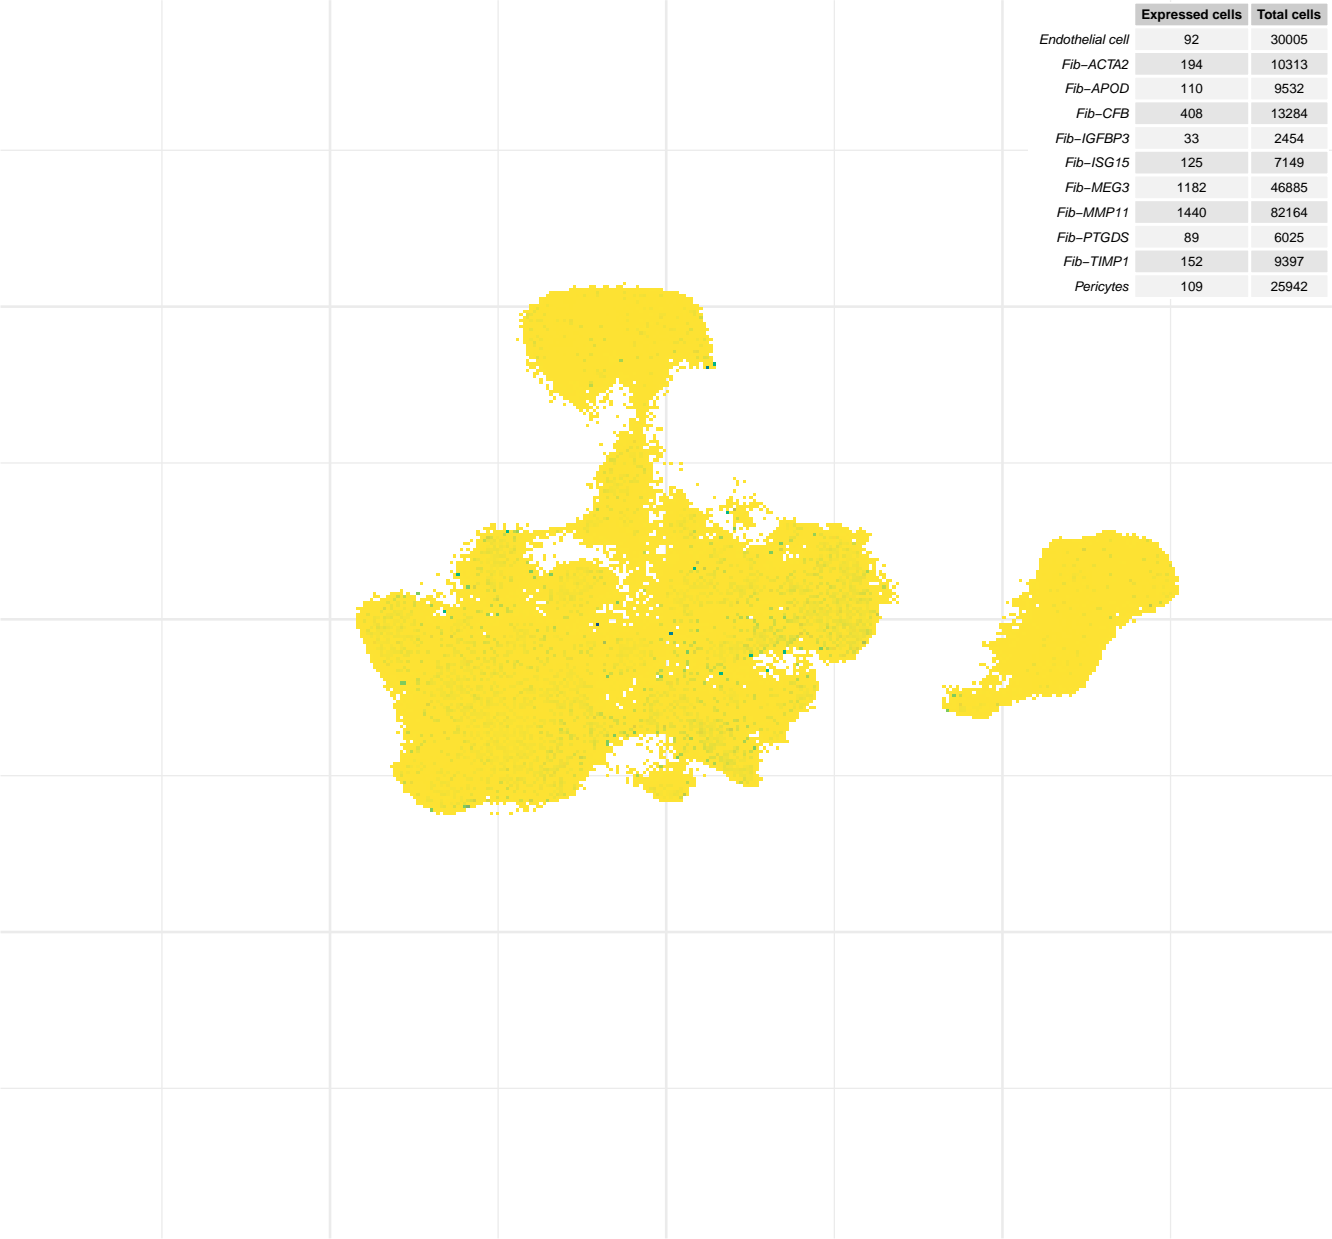 Expressed cells Total cells
Endothelial cell 92 30005
Fib−ACTA2 194 10313
Fib−APOD 110 9532
Fib−CFB 408 13284
Fib−IGFBP3 33 2454
Fib−ISG15 125 7149
Fib−MEG3 1182 46885
Fib−MMP11 1440 82164
Fib−PTGDS 89 6025
Fib−TIMP1 152 9397
Pericytes 109 25942